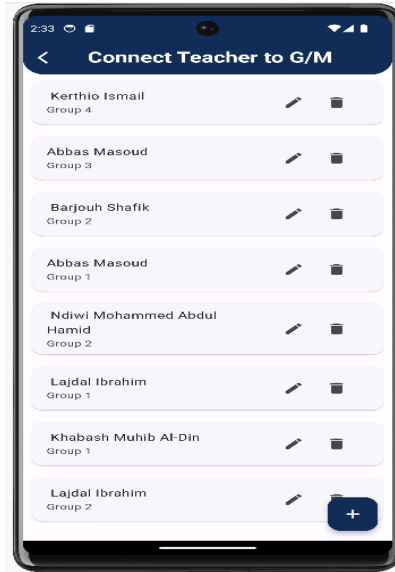 2:33
Connect Teacher to G/M
Kerthio Ismail
Group 4
Abbas Masoud
Group 3
Barjouh Shafik
Group 2
Abbas Masoud
Group 1
Ndiwi Mohammed Abdul
Hamid
Group 2
Lajdal Ibrahim
Group 1
Khabash Muhib Al-Din
Group 1
Lajdal Ibrahim
Group 2